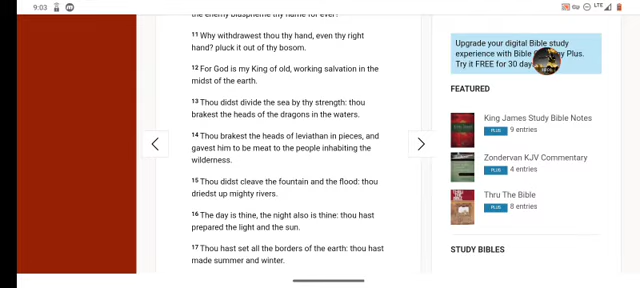 9:03
LTE
the enemy blaspheme thy name for ever?
11 Why withdrawest thou thy hand, even thy right
hand? pluck it out of thy bosom.
12 For God is my King of old, working salvation in the
midst of the earth.
13 Thou didst divide the sea by thy strength: thou
brakest the heads of the dragons in the waters.
14 Thou brakest the heads of leviathan in pieces, and
gavest him to be meat to the people inhabiting the
wilderness.
15 Thou didst cleave the fountain and the flood: thou
driedst up mighty rivers.
16 The day is thine, the night also is thine: thou hast
prepared the light and the sun.
17 Thou hast set all the borders of the earth: thou hast
made summer and winter.
Upgrade your digital Bible study
experience with Bible Plus.
Try it FREE for 30
FEATURED
King James Study Bible Notes
PLUS 9 entries
Zondervan KJV Commentary
PLUS 4 entries
Thru The Bible
PLUS 8 entries
STUDY BIBLES